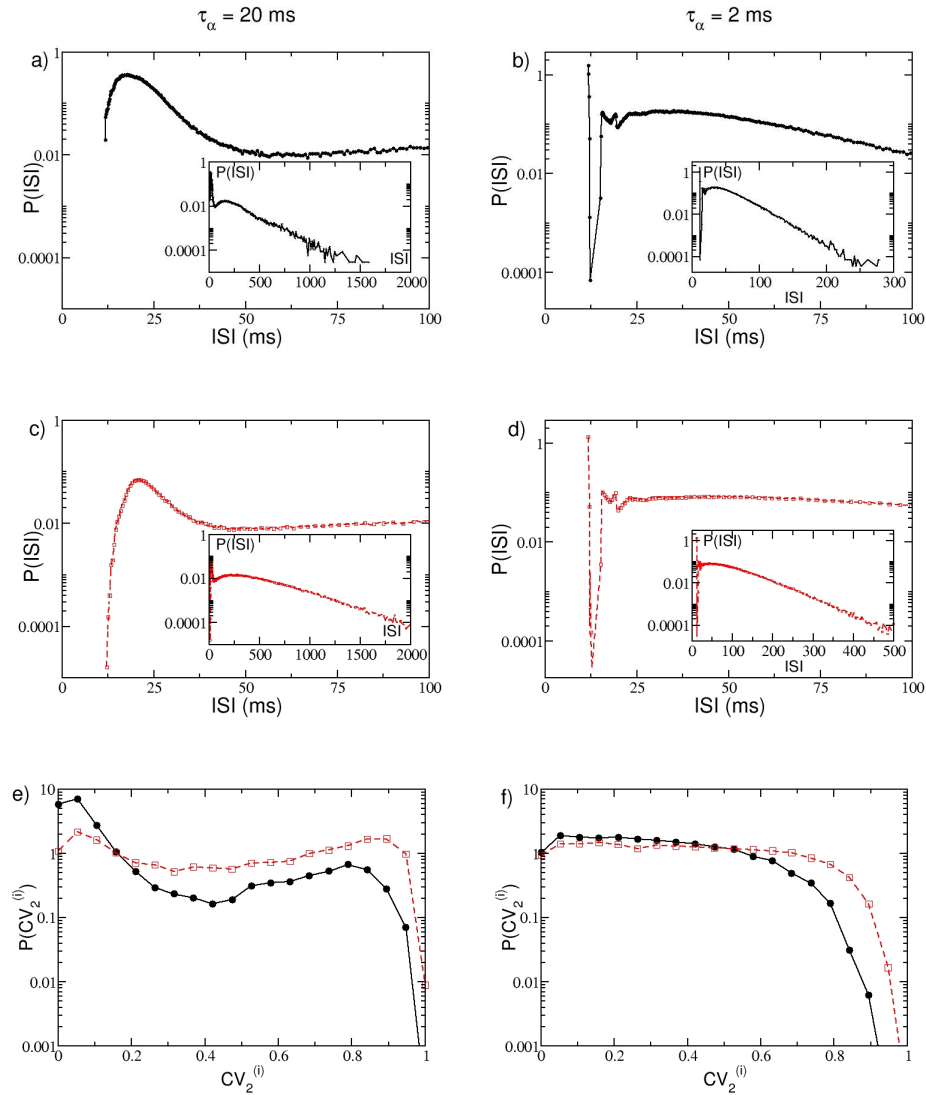 τα = 20 ms
τα = 2 ms
a)
1
0.01
0.0001
P(ISI)
0 25 50 75 100
ISI (ms)
P(ISI)
1
0.01
0.0001
0 500 1000 1500 2000
ISI
b)
1
0.01
0.0001
P(ISI)
0 25 50 75 100
ISI (ms)
P(ISI)
1
0.01
0.0001
0 100 200 300
ISI
c)
1
0.01
0.0001
P(ISI)
0 25 50 75 100
ISI (ms)
P(ISI)
1
0.01
0.0001
0 500 1000 1500 2000
ISI
d)
1
0.01
0.0001
P(ISI)
0 25 50 75 100
ISI (ms)
P(ISI)
1
0.01
0.0001
0 100 200 300 400 500
ISI
e)
10
1
0.1
0.01
0.001
P(CV2(i))
0 0.2 0.4 0.6 0.8 1
CV2(i)
f)
10
1
0.1
0.01
0.001
P(CV2(i))
0 0.2 0.4 0.6 0.8 1
CV2(i)